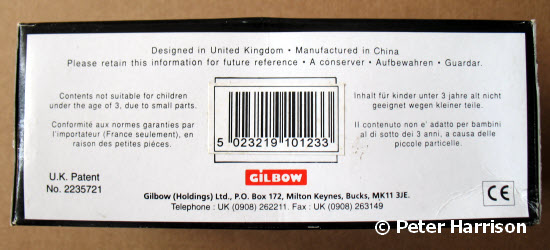 Designed in United Kingdom • Manufactured in China
Please retain this information for future reference • A conserver • Aufbewahren • Guardar.
Contents not suitable for children
under the age of 3, due to small parts.
Conformité aux normes garanties par
l'importateur (France seulement), en
raison des petites pièces.
5 023219 101233
Inhalt für kinder unter 3 jahre alt nicht
geeignet wegen kleiner teile.
Il contenuto non e' adatto per bambini
al di sotto dei 3 anni, a causa delle
piccole particelle.
U.K. Patent
No. 2235721
GILBOW
Gilbow (Holdings) Ltd., P.O. Box 172, Milton Keynes, Bucks, MK11 3JE.
Telephone : UK (0908) 262211. Fax : UK (0908) 263149
CE
© Peter Harrison